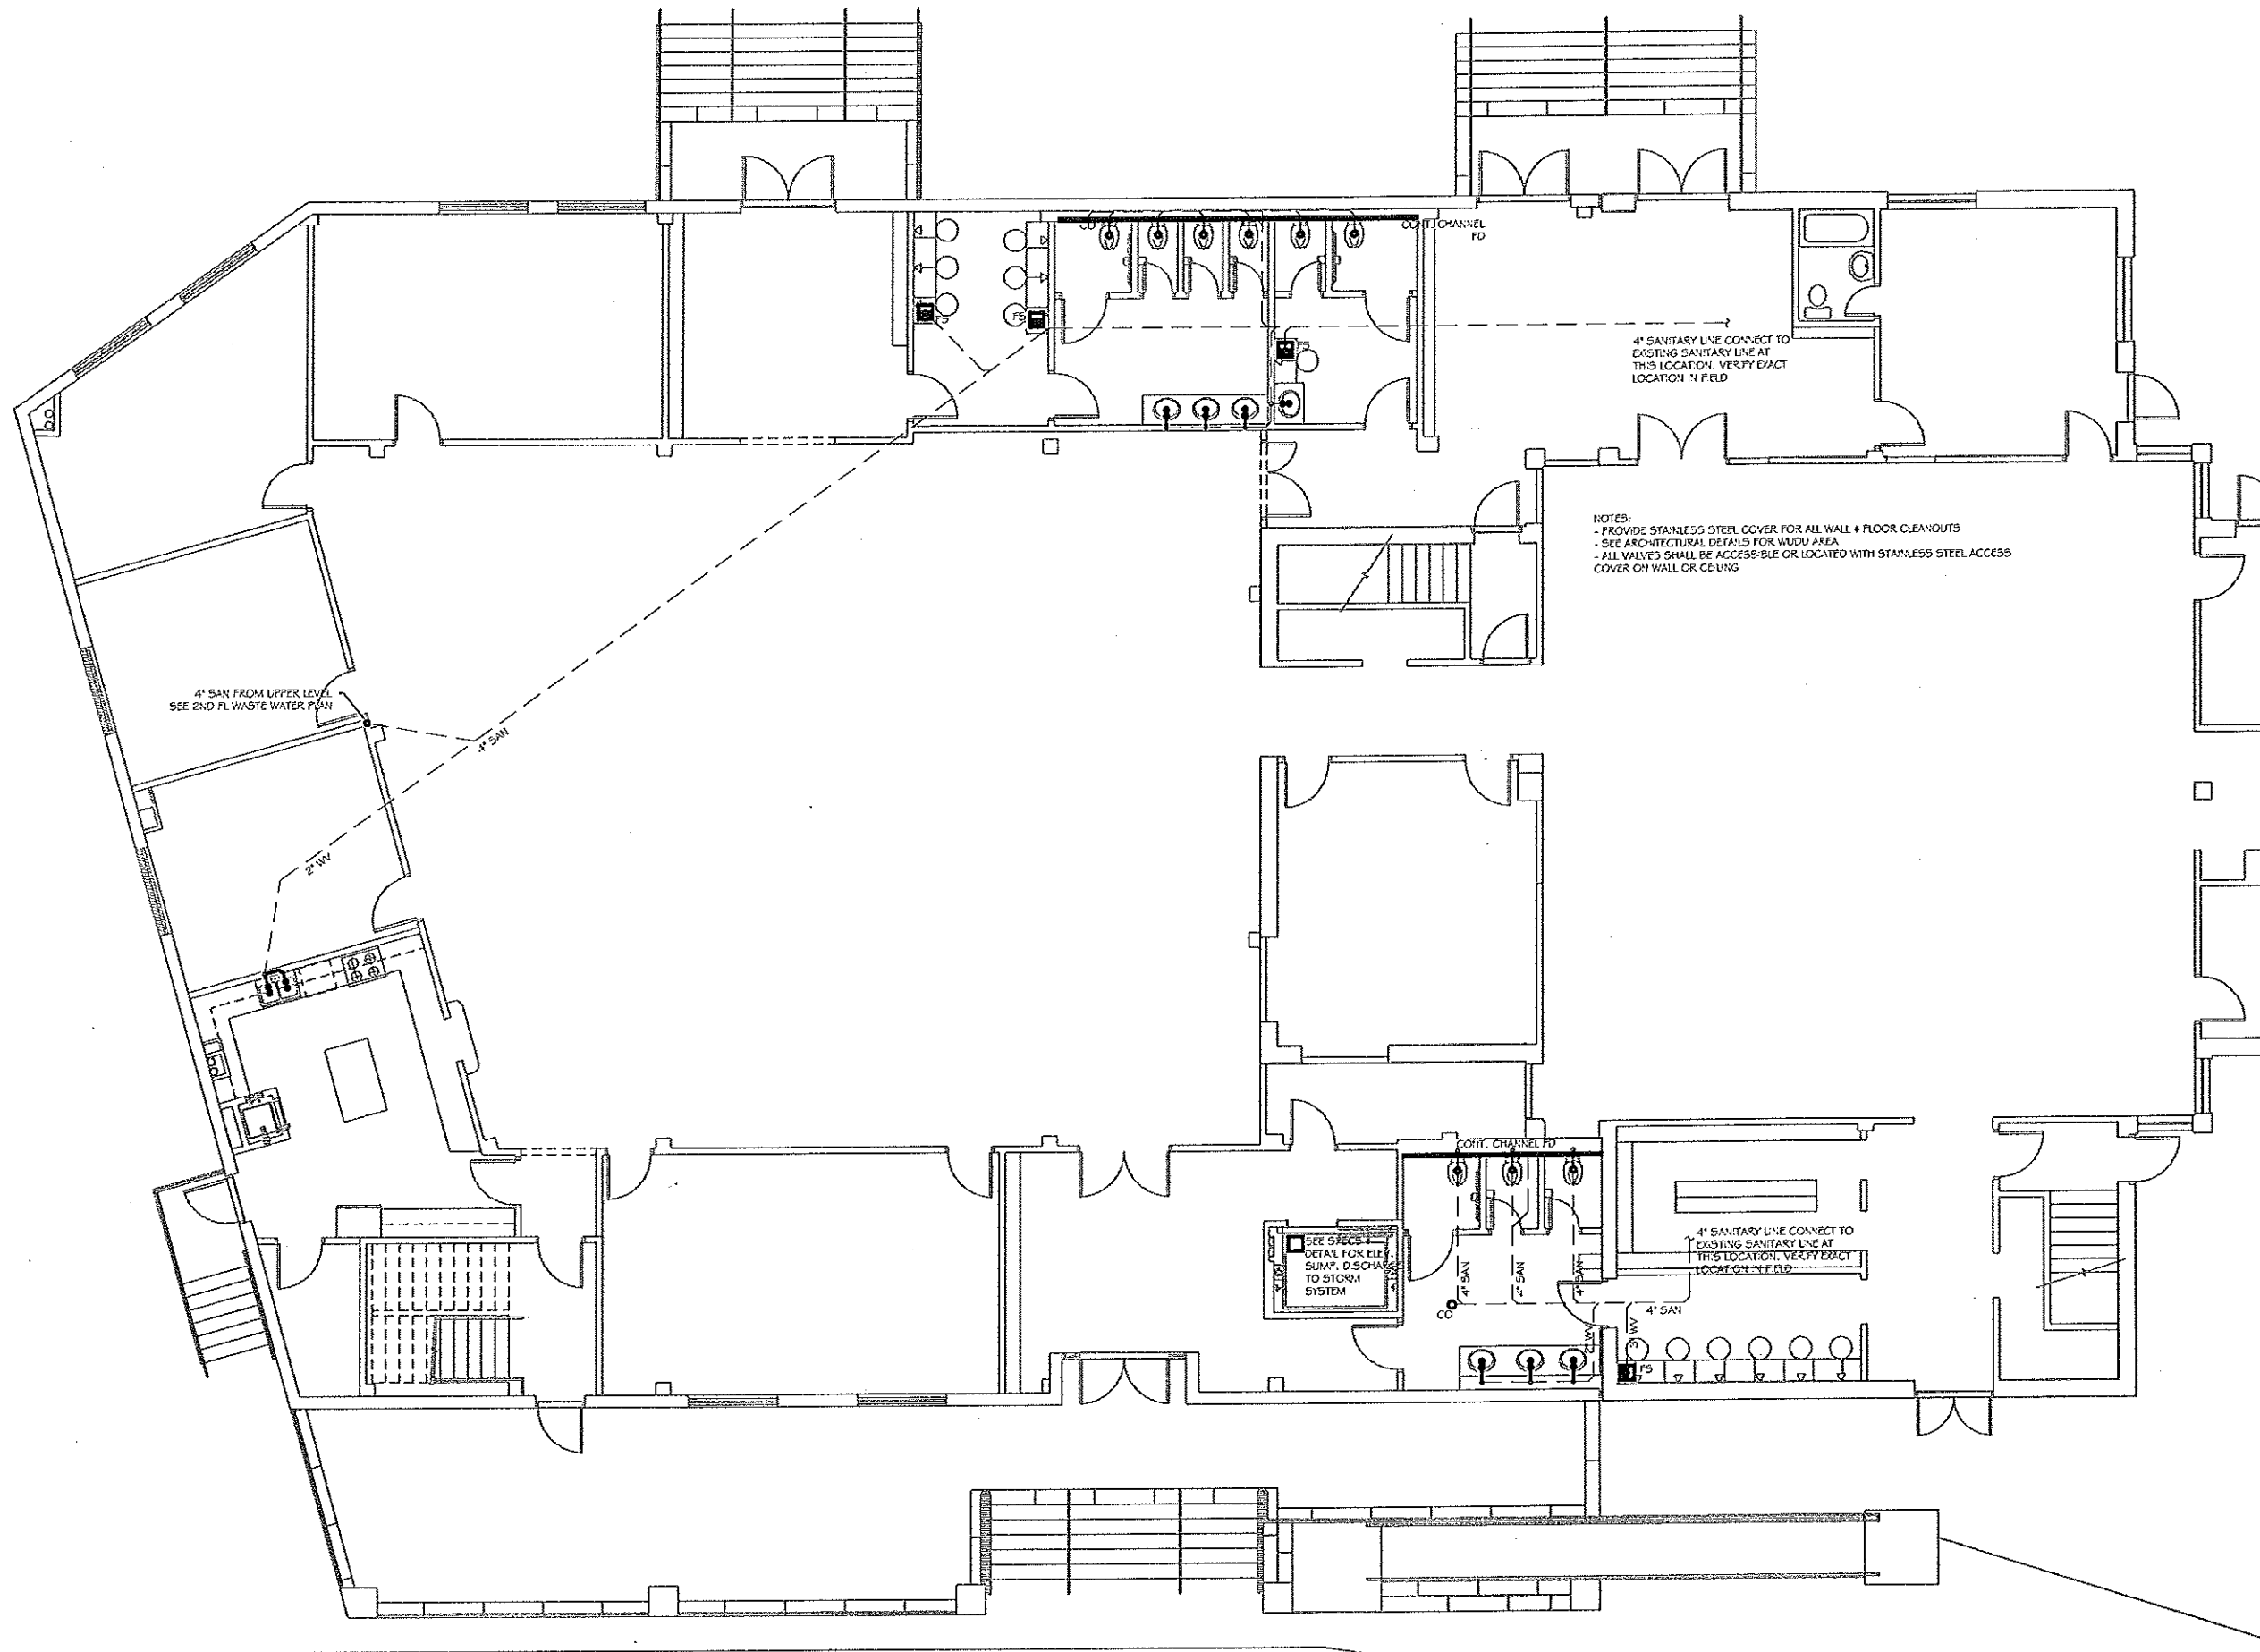 CO
CONT. CHANNEL
FD
FS
FS
FS
4" SANITARY LINE CONNECT TO
EXISTING SANITARY LINE AT
THIS LOCATION. VERIFY EXACT
LOCATION IN FIELD
NOTES:
- PROVIDE STAINLESS STEEL COVER FOR ALL WALL & FLOOR CLEANOUTS
- SEE ARCHITECTURAL DETAILS FOR WUDU AREA
- ALL VALVES SHALL BE ACCESSIBLE OR LOCATED WITH STAINLESS STEEL ACCESS
COVER ON WALL OR CEILING
4" SAN FROM UPPER LEVEL
SEE 2ND FL WASTE WATER PLAN
4" SAN
2" W
CONT. CHANNEL FD
SEE SPECS &
DETAIL FOR ELEV.
SUMP. DISCHARGE
TO STORM
SYSTEM
4" SANITARY LINE CONNECT TO
EXISTING SANITARY LINE AT
THIS LOCATION. VERIFY EXACT
LOCATION IN FIELD
4" SAN
4" SAN
4" SAN
CO
4" SAN
2" W
3" W
FS